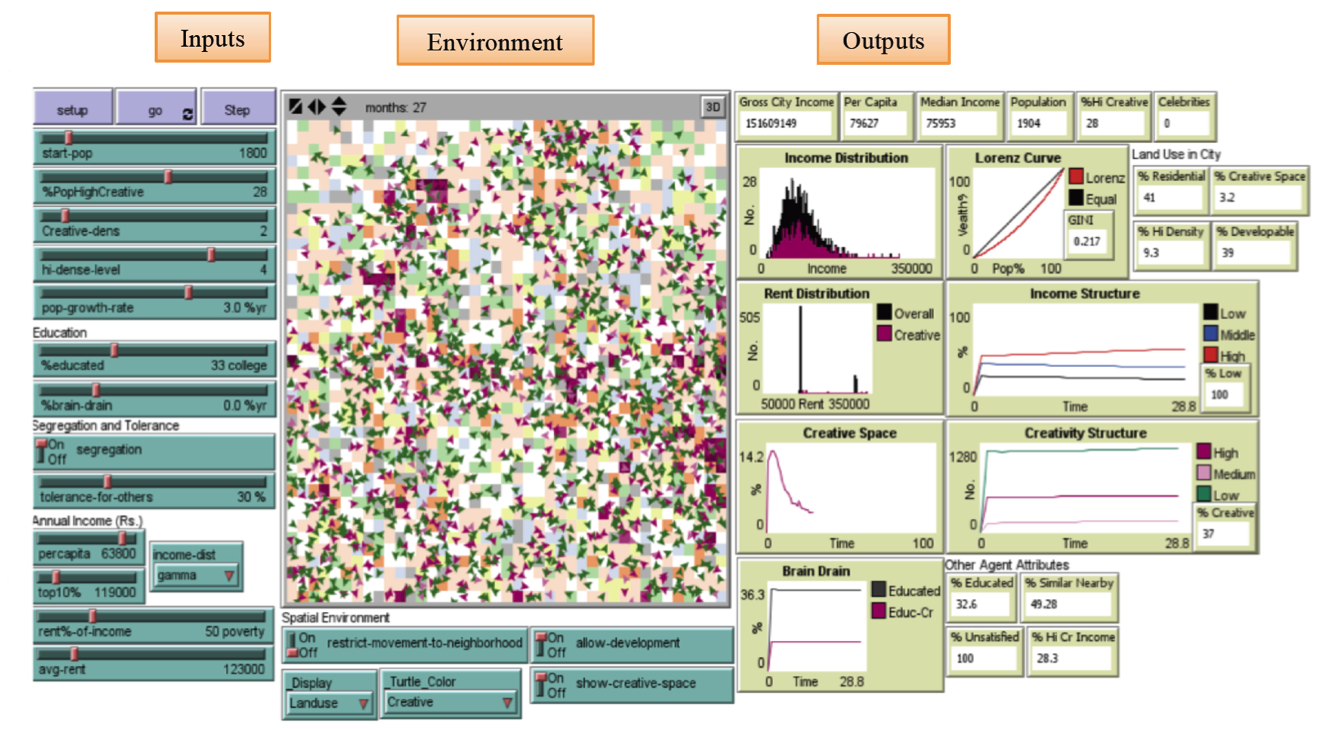 Inputs
Environment
Outputs
setup
go
Step
start-pop 1800
%PopHighCreative 28
Creative-dens 2
hi-dense-level 4
pop-growth-rate 3.0 %yr
Education
%educated 33 college
%brain-drain 0.0 %yr
Segregation and Tolerance
On
Off
segregation
tolerance-for-others 30 %
Annual Income (Rs.)
percapita 63800
top10% 119000
income-dist
gamma
rent%-of-income 50 poverty
avg-rent 123000
months: 27
3D
Spatial Environment
On
Off
restrict-movement-to-neighborhood
On
Off
allow-development
_Display
Landuse
_Turtle_Color
Creative
On
Off
show-creative-space
Gross City Income
151609149
Per Capita
79627
Median Income
75953
Population
1904
%Hi Creative
28
Celebrities
0
Income Distribution
28
No.
0
0 Income 350000
Lorenz Curve
100
Wealth%
0
0 Pop% 100
Lorenz
Equal
GINI
0.217
Land Use in City
% Residential
41
% Creative Space
3.2
% Hi Density
9.3
% Developable
39
Rent Distribution
505
No.
0
50000 Rent 350000
Overall
Creative
Income Structure
100
%
0
0 Time 28.8
Low
Middle
High
% Low
100
Creative Space
14.2
%
0
0 Time 100
Creativity Structure
1280
No.
0
0 Time 28.8
High
Medium
Low
% Creative
37
Brain Drain
36.3
%
0
0 Time 28.8
Educated
Educ-Cr
Other Agent Attributes
% Educated
32.6
% Similar Nearby
49.28
% Unsatisfied
100
% Hi Cr Income
28.3